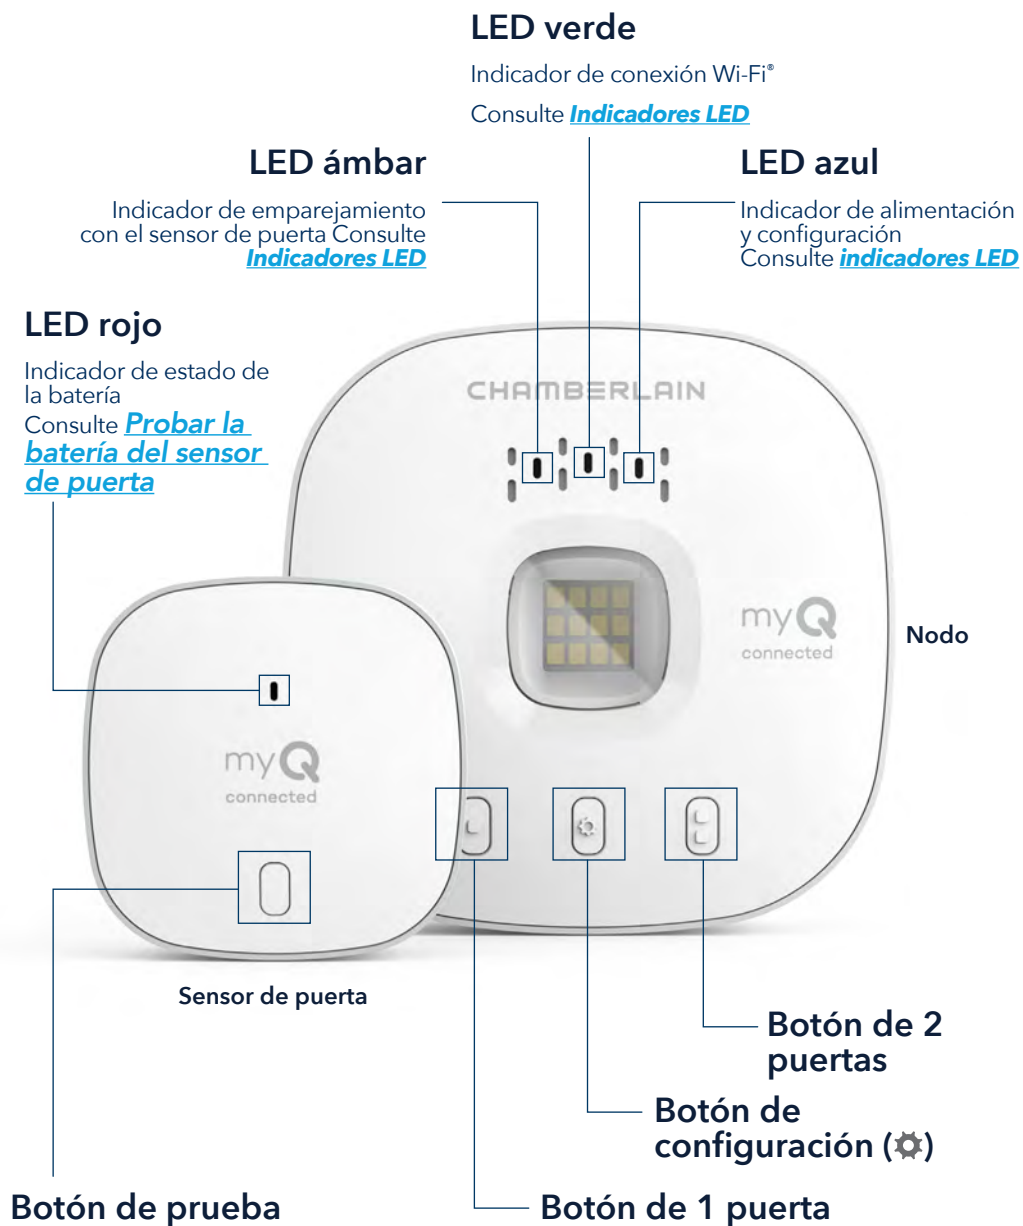 LED verde
Indicador de conexión Wi-Fi®
Consulte Indicadores LED
LED ámbar
Indicador de emparejamiento
con el sensor de puerta Consulte
Indicadores LED
LED azul
Indicador de alimentación
y configuración
Consulte indicadores LED
LED rojo
Indicador de estado de
la batería
Consulte Probar la
batería del sensor
de puerta
CHAMBERLAIN
myQ
connected
Nodo
myQ
connected
Sensor de puerta
Botón de 2
puertas
Botón de
configuración (⚙)
Botón de prueba
Botón de 1 puerta